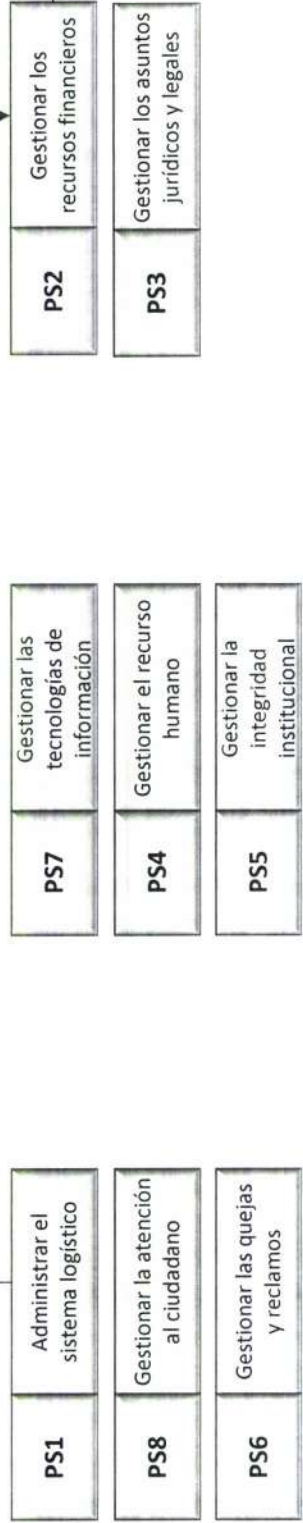 PS1
Administrar el
sistema logístico
PS7
Gestionar las
tecnologías de
información
PS2
Gestionar los
recursos financieros
PS8
Gestionar la atención
al ciudadano
PS4
Gestionar el recurso
humano
PS3
Gestionar los asuntos
jurídicos y legales
PS6
Gestionar las quejas
y reclamos
PS5
Gestionar la
integridad
institucional